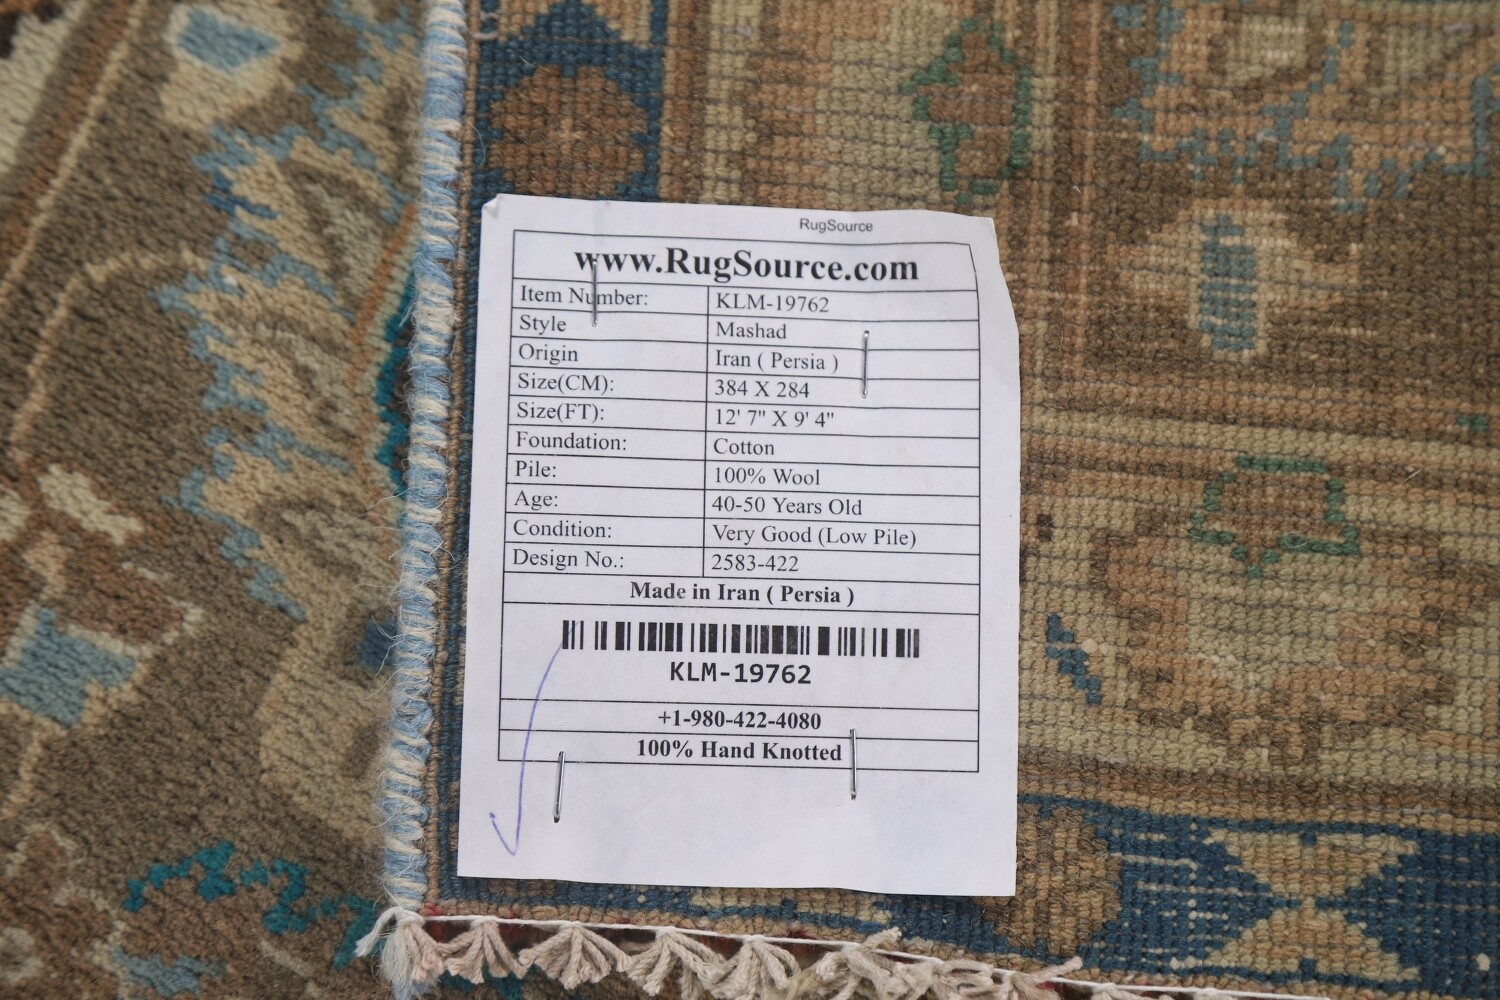 RugSource
www.RugSource.com
Item Number: KLM-19762
Style Mashad
Origin Iran ( Persia )
Size(CM): 384 X 284
Size(FT): 12' 7" X 9' 4"
Foundation: Cotton
Pile: 100% Wool
Age: 40-50 Years Old
Condition: Very Good (Low Pile)
Design No.: 2583-422
Made in Iran ( Persia )
KLM-19762
+1-980-422-4080
100% Hand Knotted